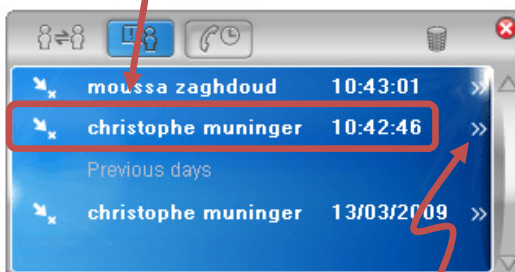 moussa zaghdoud 10:43:01 »
christophe muninger 10:42:46 »
Previous days
christophe muninger 13/03/2009 »